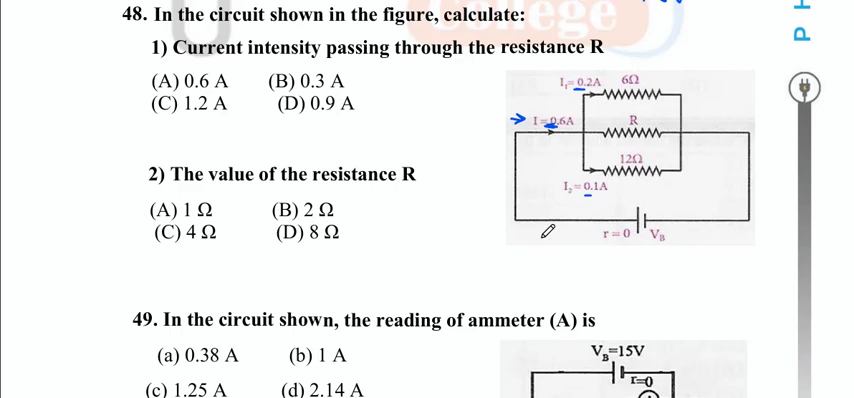 College
48. In the circuit shown in the figure, calculate:
1) Current intensity passing through the resistance R
(A) 0.6 A (B) 0.3 A
(C) 1.2 A (D) 0.9 A
I₁=0.2A 6Ω
I=0.6A R
12Ω
I₂=0.1A
r=0 V_B
2) The value of the resistance R
(A) 1 Ω (B) 2 Ω
(C) 4 Ω (D) 8 Ω
49. In the circuit shown, the reading of ammeter (A) is
(a) 0.38 A (b) 1 A
(c) 1.25 A (d) 2.14 A
V_B=15V
r=0
P H